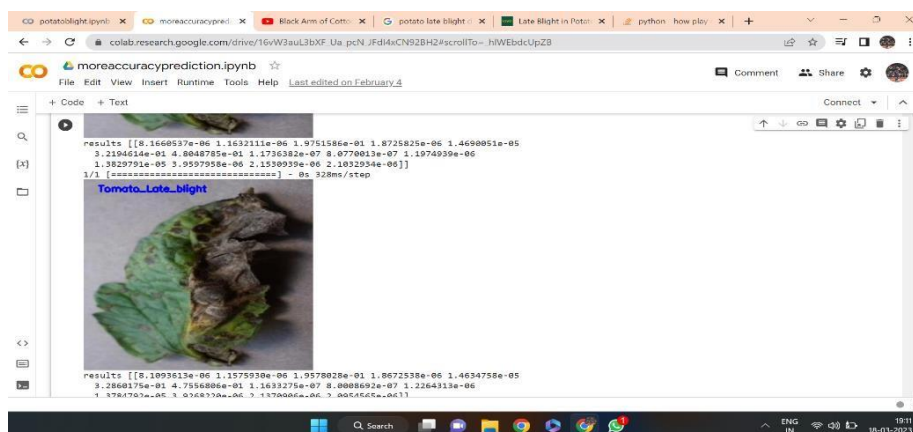 potatoblight.ipynb
moreaccuracypredi
Black Arm of Cotto
potato late blight d
Late Blight in Potat
python how play
colab.research.google.com/drive/
CO
moreaccuracyprediction.ipynb
File Edit View Insert Runtime Tools Help Last edited on February 4
Comment
Share
+ Code + Text
Connect
results [[8.1660537e-06 1.1632111e-06 1.9751586e-01 1.8725825e-06 1.4690051e-05
3.2194614e-01 4.8048785e-01 1.1736382e-07 8.0770013e-07 1.1974939e-06
1.3829791e-05 3.9597958e-06 2.1530939e-06 2.1032934e-06]]
1/1 [==============================] - 0s 328ms/step
Tomato_Late_blight
results [[8.1093613e-06 1.1575930e-06 1.9578028e-01 1.8672538e-06 1.4634758e-05
3.2860175e-01 4.7556806e-01 1.1633275e-07 8.0008692e-07 1.2264313e-06
Search
ENG
IN
19:11
18-03-2023